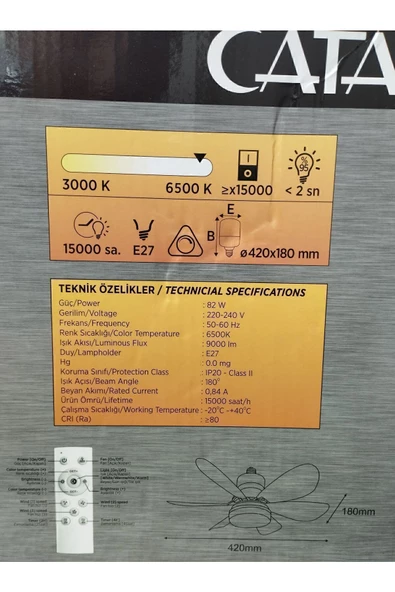 CATA
3000 K 6500 K ≥x15000 < 2 sn
% 95
15000 sa. E27 B E ø420x180 mm
TEKNİK ÖZELİKLER / TECHNICIAL SPECIFICATIONS
Güç/Power : 82 W
Gerilim/Voltage : 220-240 V
Frekans/Frequency : 50-60 Hz
Renk Sıcaklığı/Color Temperature : 6500K
Işık Akısı/Luminous Flux : 9000 lm
Duy/Lampholder : E27
Hg : 0.0 mg
Koruma Sınıfı/Protection Class : IP20 - Class II
Işık Açısı/Beam Angle : 180°
Beyan Akımı/Rated Current : 0,84 A
Ürün Ömrü/Lifetime : 15000 saat/h
Çalışma Sıcaklığı/Working Temperature : -20°C -+40°C
CRI (Ra) : ≥80
180mm
420mm